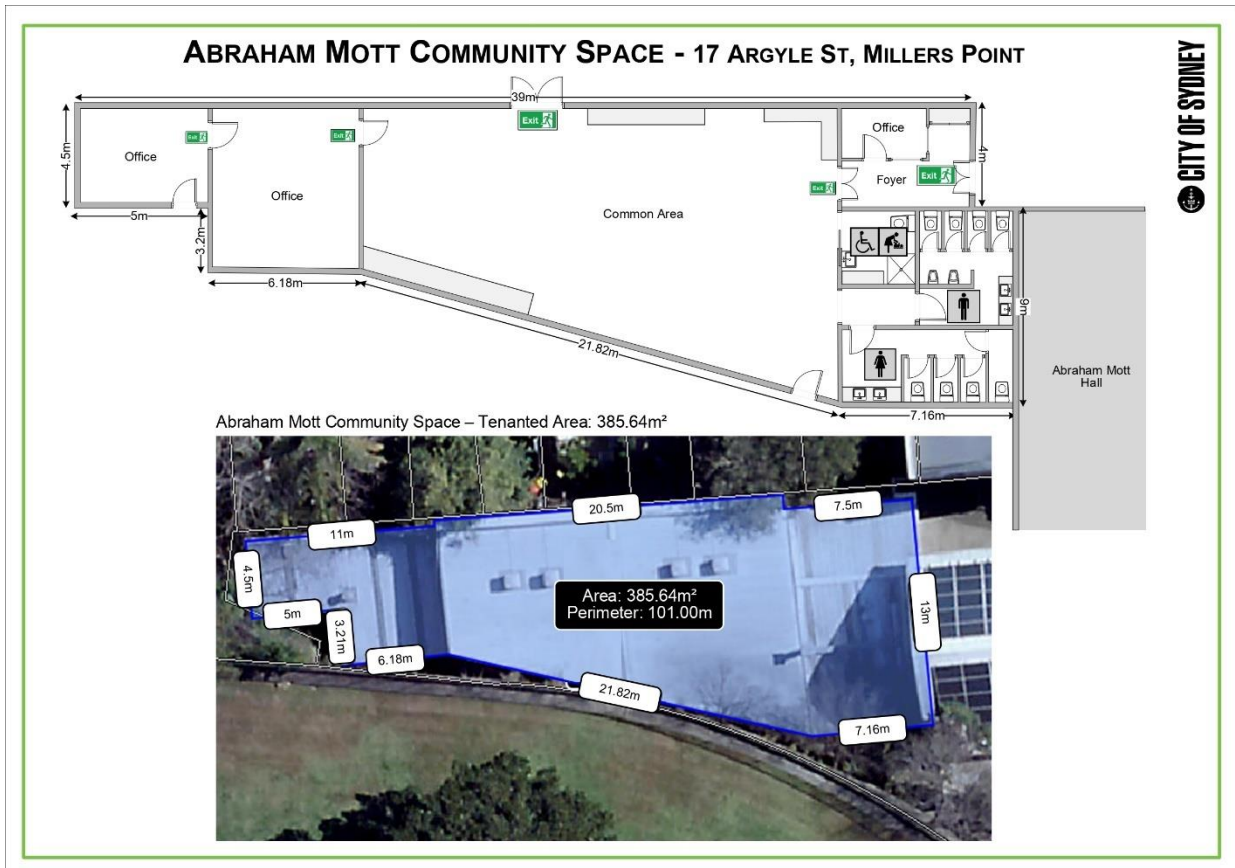 ABRAHAM MOTT COMMUNITY SPACE - 17 ARGYLE ST, MILLERS POINT
CITY OF SYDNEY
39m
Exit
Exit
Exit
Office
4.5m
Office
4m
Office
Foyer
Exit
Exit
Common Area
5m
3.2m
6.18m
21.82m
9m
Abraham Mott
Hall
7.16m
Abraham Mott Community Space – Tenanted Area: 385.64m²
20.5m
7.5m
11m
4.5m
Area: 385.64m²
Perimeter: 101.00m
13m
5m
3.21m
6.18m
21.82m
7.16m